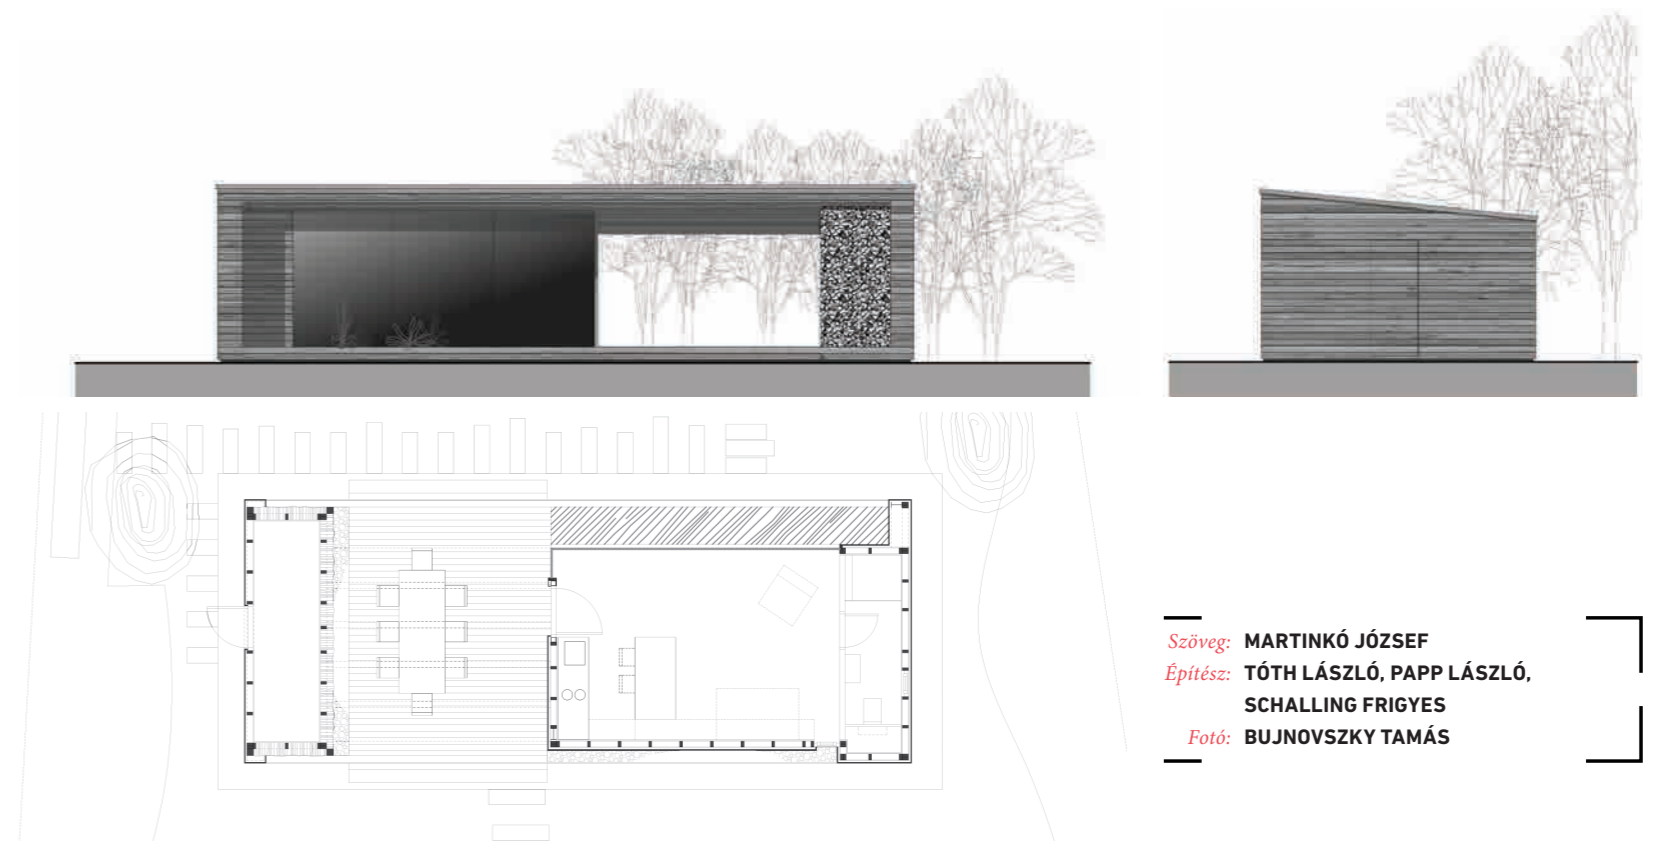 Szöveg: MARTINKÓ JÓZSEF
Építész: TÓTH LÁSZLÓ, PAPP LÁSZLÓ,
SCHALLING FRIGYES
Fotó: BUJNOVSZKY TAMÁS